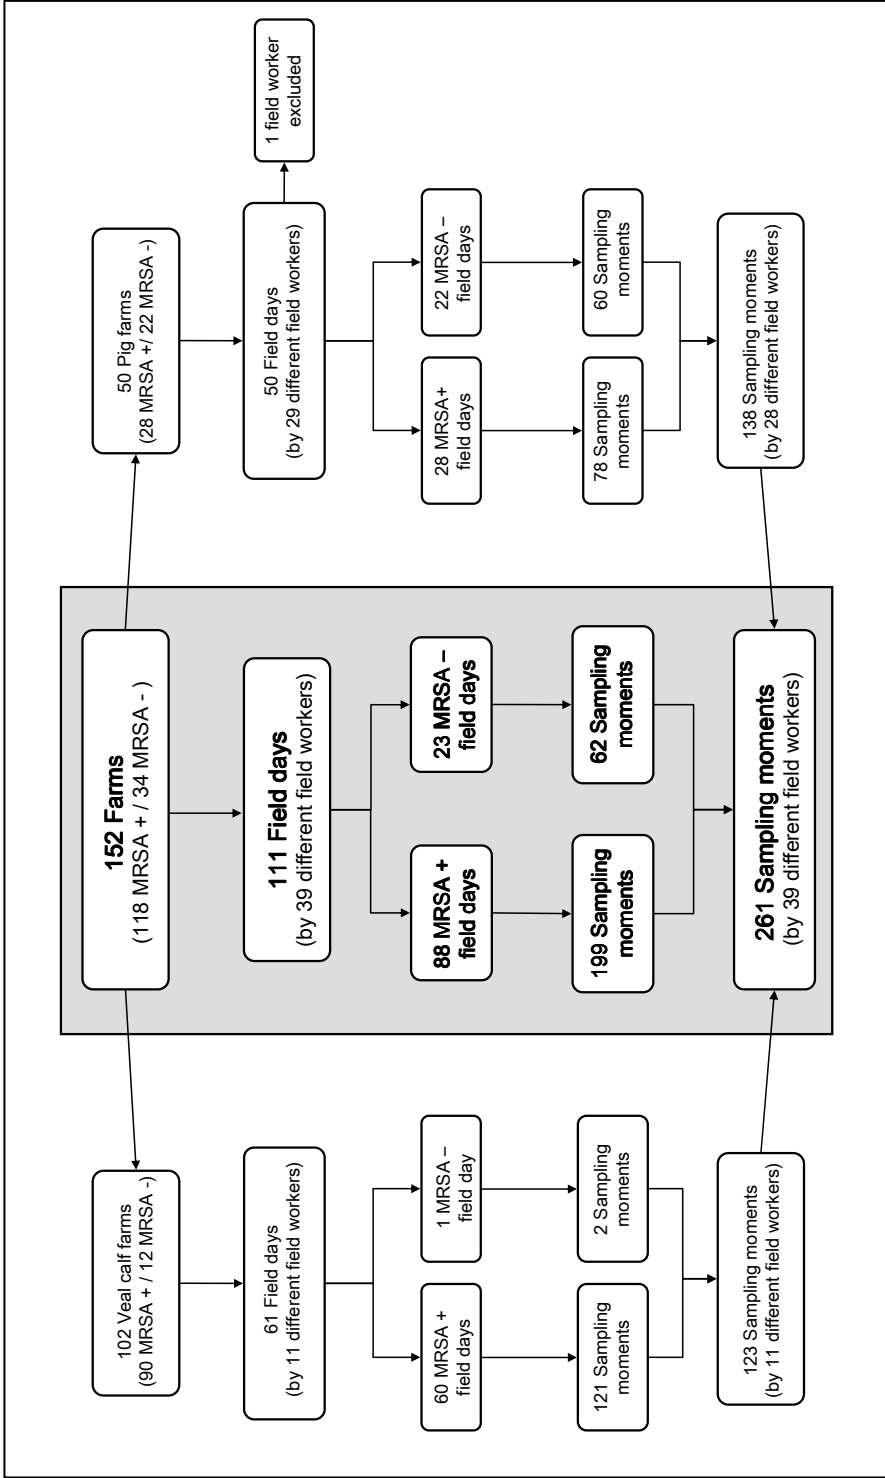 102 Veal calf farms
(90 MRSA + / 12 MRSA -)
61 Field days
(by 11 different field workers)
60 MRSA +
field days
1 MRSA –
field day
121 Sampling
moments
2 Sampling
moments
123 Sampling moments
(by 11 different field workers)
152 Farms
(118 MRSA + / 34 MRSA - )
111 Field days
(by 39 different field workers)
88 MRSA +
field days
23 MRSA –
field days
199 Sampling
moments
62 Sampling
moments
261 Sampling moments
(by 39 different field workers)
50 Pig farms
(28 MRSA +/ 22 MRSA -)
50 Field days
(by 29 different field workers)
1 field worker
excluded
28 MRSA+
field days
22 MRSA –
field days
78 Sampling
moments
60 Sampling
moments
138 Sampling moments
(by 28 different field workers)